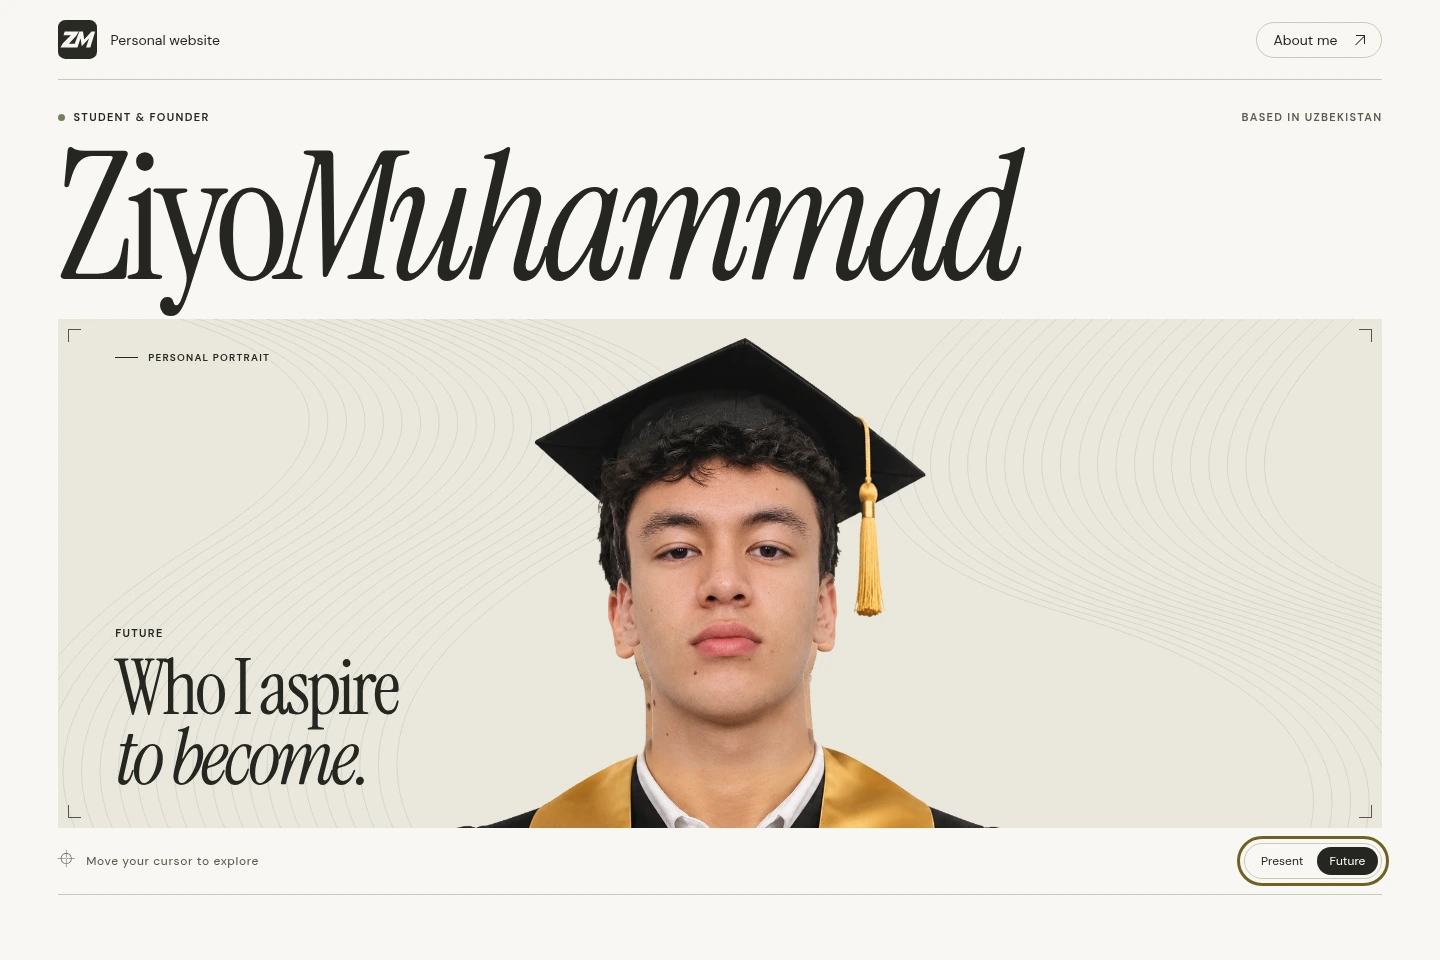 ZM
Personal website
About me
STUDENT & FOUNDER
BASED IN UZBEKISTAN
ZiyoMuhammad
PERSONAL PORTRAIT
FUTURE
Who I aspire
to become.
Move your cursor to explore
Present
Future